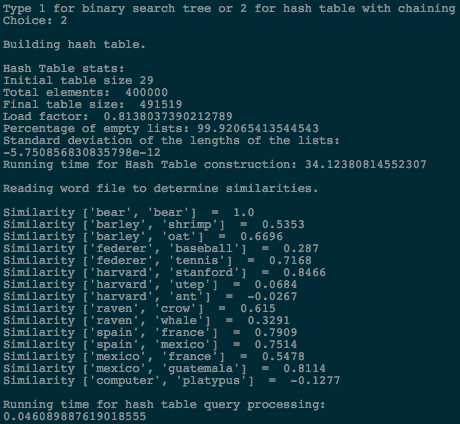 Type 1 for binary search tree or 2 for hash table with chaining
Choice: 2
Building hash table.
Hash Table stats:
Initial table size 29
Total elements:  400000
Final table size:  491519
Load factor:  0.8138037390212789
Percentage of empty lists: 99.92065413544543
Standard deviation of the lengths of the lists:
-5.750856830835798e-12
Running time for Hash Table construction: 34.12380814552307
Reading word file to determine similarities.
Similarity ['bear', 'bear']  =  1.0
Similarity ['barley', 'shrimp']  =  0.5353
Similarity ['barley', 'oat']  =  0.6696
Similarity ['federer', 'baseball']  =  0.287
Similarity ['federer', 'tennis']  =  0.7168
Similarity ['harvard', 'stanford']  =  0.8466
Similarity ['harvard', 'utep']  =  0.0684
Similarity ['harvard', 'ant']  =  -0.0267
Similarity ['raven', 'crow']  =  0.615
Similarity ['raven', 'whale']  =  0.3291
Similarity ['spain', 'france']  =  0.7909
Similarity ['spain', 'mexico']  =  0.7514
Similarity ['mexico', 'france']  =  0.5478
Similarity ['mexico', 'guatemala']  =  0.8114
Similarity ['computer', 'platypus']  =  -0.1277
Running time for hash table query processing:
0.046089887619018555